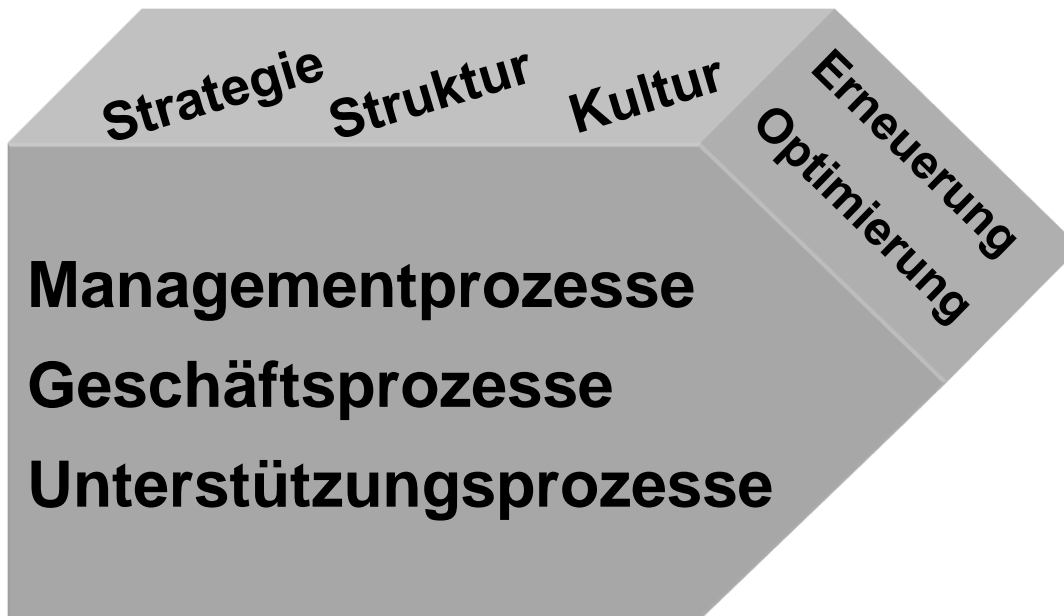 Strategie Struktur Kultur
Erneuerung
Optimierung
Managementprozesse
Geschäftsprozesse
Unterstützungsprozesse